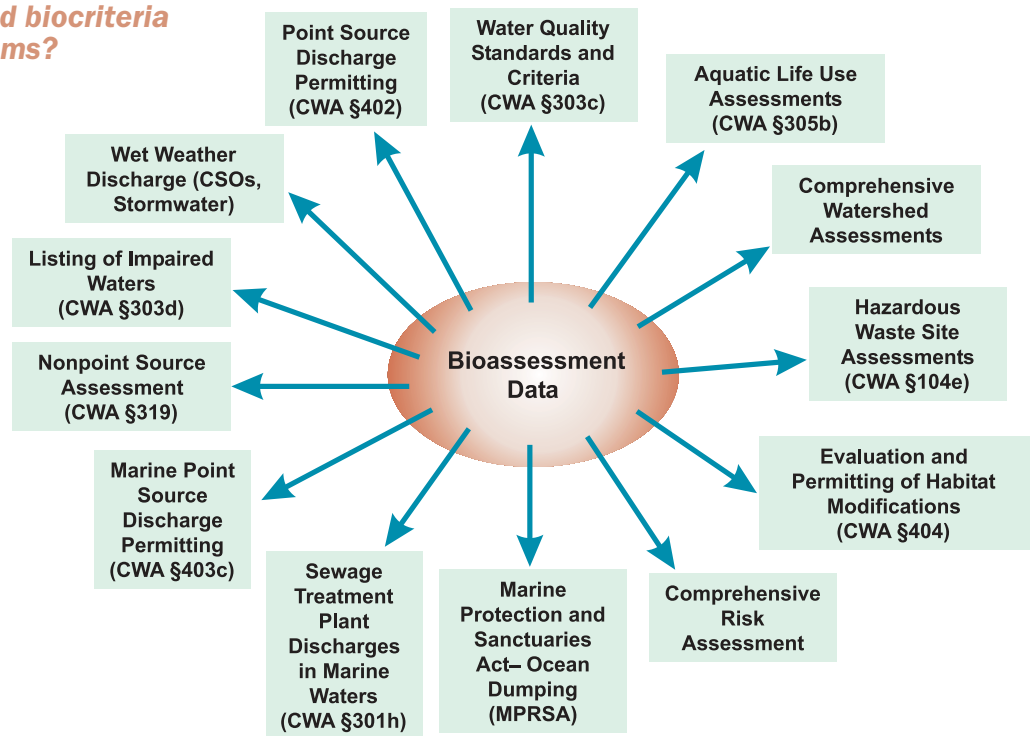 d biocriteria
ms?
Point Source
Discharge
Permitting
(CWA §402)
Water Quality
Standards and
Criteria
(CWA §303c)
Aquatic Life Use
Assessments
(CWA §305b)
Wet Weather
Discharge (CSOs,
Stormwater)
Comprehensive
Watershed
Assessments
Listing of Impaired
Waters
(CWA §303d)
Hazardous
Waste Site
Assessments
(CWA §104e)
Bioassessment
Data
Nonpoint Source
Assessment
(CWA §319)
Evaluation and
Permitting of Habitat
Modifications
(CWA §404)
Marine Point
Source
Discharge
Permitting
(CWA §403c)
Sewage
Treatment
Plant
Discharges
in Marine
Waters
(CWA §301h)
Marine
Protection and
Sanctuaries
Act– Ocean
Dumping
(MPRSA)
Comprehensive
Risk
Assessment